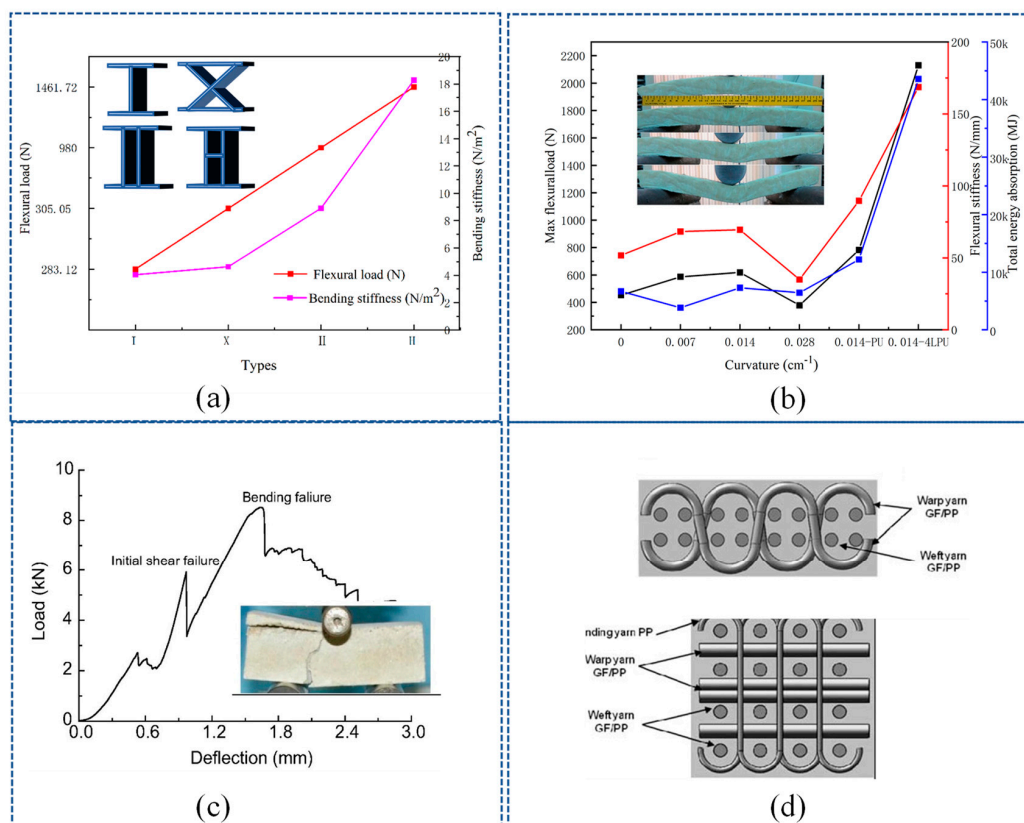 1461.72
980
305.05
283.12
Flexural load (N)
20
18
16
14
12
10
8
6
4
2
0
Bending stiffness (N/m²)
Flexural load (N)
Bending stiffness (N/m²)
I
X
II
H
Types
(a)
2200
2000
1800
1600
1400
1200
1000
800
600
400
200
Max flexuralload (N)
200
150
100
50
0
Flexural stiffness (N/mm)
50k
40k
30k
20k
10k
0
Total energy absorption (MJ)
0
0.007
0.014
0.028
0.014-PU
0.014-4LPU
Curvature (cm⁻¹)
(b)
10
8
6
4
2
0
Load (kN)
Bending faliure
Initial shear failure
0.0
0.6
1.2
1.8
2.4
3.0
Deflection (mm)
(c)
Warp yarn
GF/PP
Weft yarn
GF/PP
nding yarn PP
Warp yarn
GF/PP
Weft yarn
GF/PP
(d)